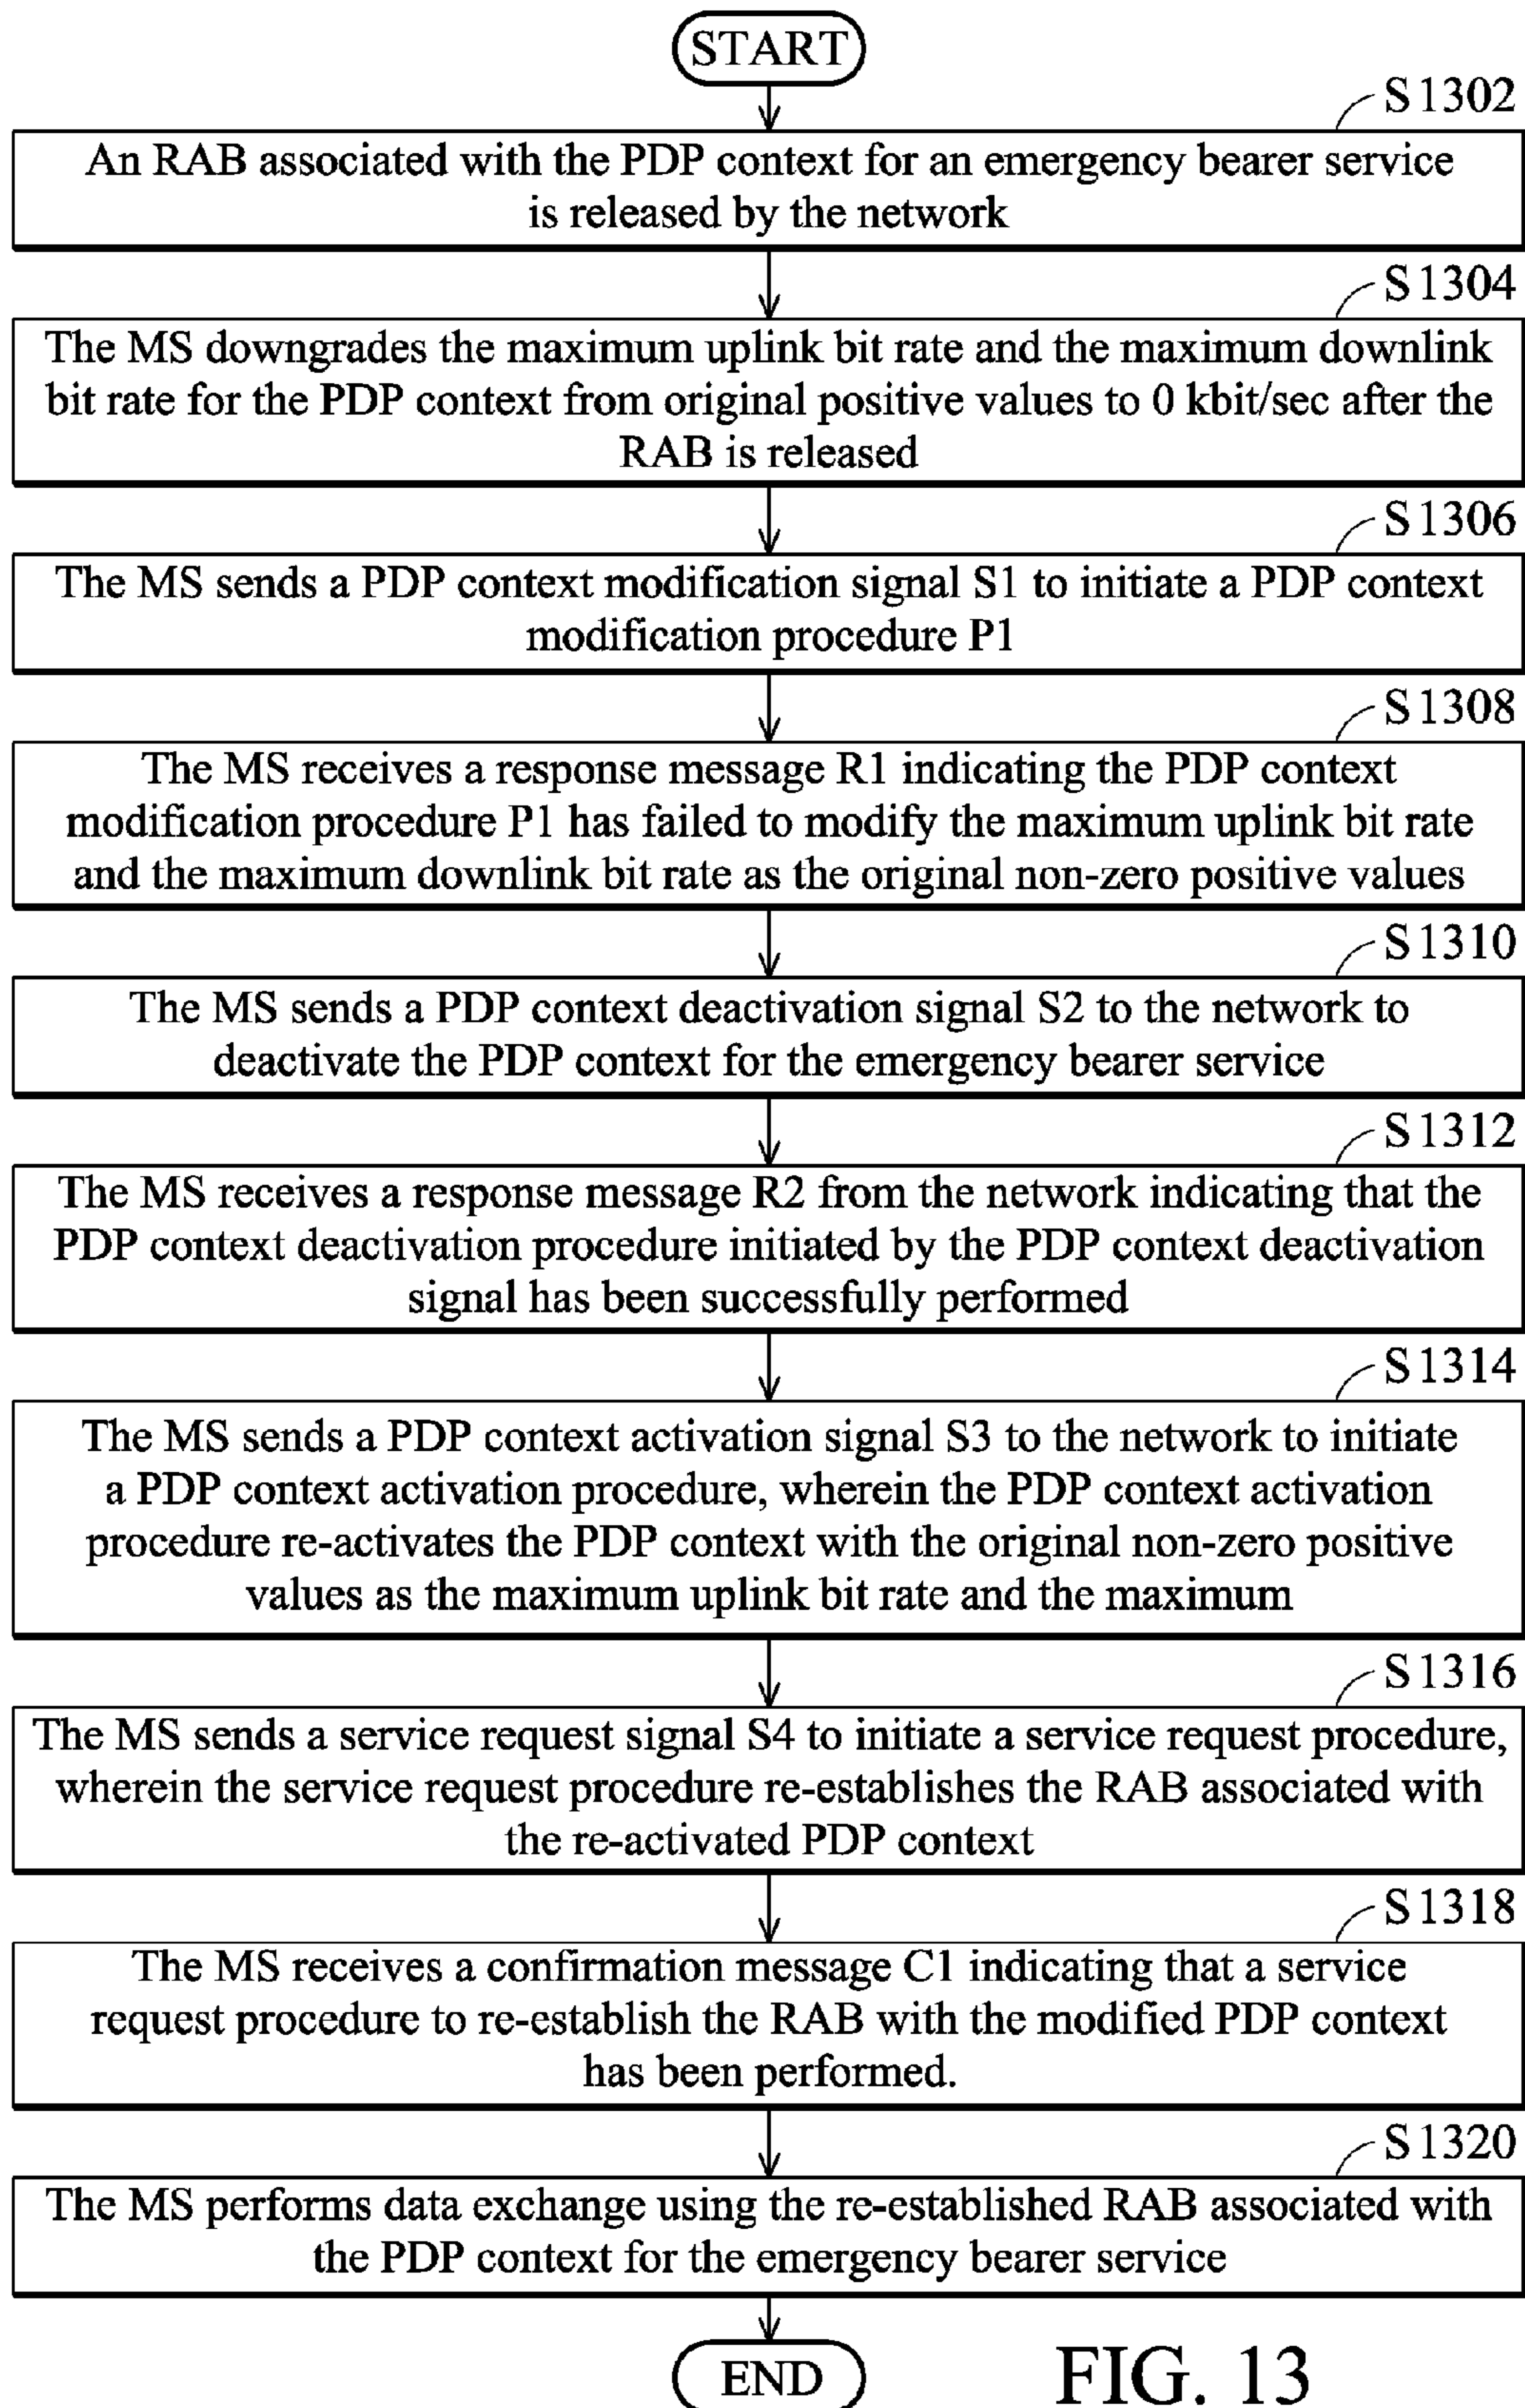 START
S1302
An RAB associated with the PDP context for an emergency bearer service
is released by the network
S1304
The MS downgrades the maximum uplink bit rate and the maximum downlink
bit rate for the PDP context from original positive values to 0 kbit/sec after the
RAB is released
S1306
The MS sends a PDP context modification signal S1 to initiate a PDP context
modification procedure P1
S1308
The MS receives a response message R1 indicating the PDP context
modification procedure P1 has failed to modify the maximum uplink bit rate
and the maximum downlink bit rate as the original non-zero positive values
S1310
The MS sends a PDP context deactivation signal S2 to the network to
deactivate the PDP context for the emergency bearer service
S1312
The MS receives a response message R2 from the network indicating that the
PDP context deactivation procedure initiated by the PDP context deactivation
signal has been successfully performed
S1314
The MS sends a PDP context activation signal S3 to the network to initiate
a PDP context activation procedure, wherein the PDP context activation
procedure re-activates the PDP context with the original non-zero positive
values as the maximum uplink bit rate and the maximum
S1316
The MS sends a service request signal S4 to initiate a service request procedure,
wherein the service request procedure re-establishes the RAB associated with
the re-activated PDP context
S1318
The MS receives a confirmation message C1 indicating that a service
request procedure to re-establish the RAB with the modified PDP context
has been performed.
S1320
The MS performs data exchange using the re-established RAB associated with
the PDP context for the emergency bearer service
END
FIG. 13